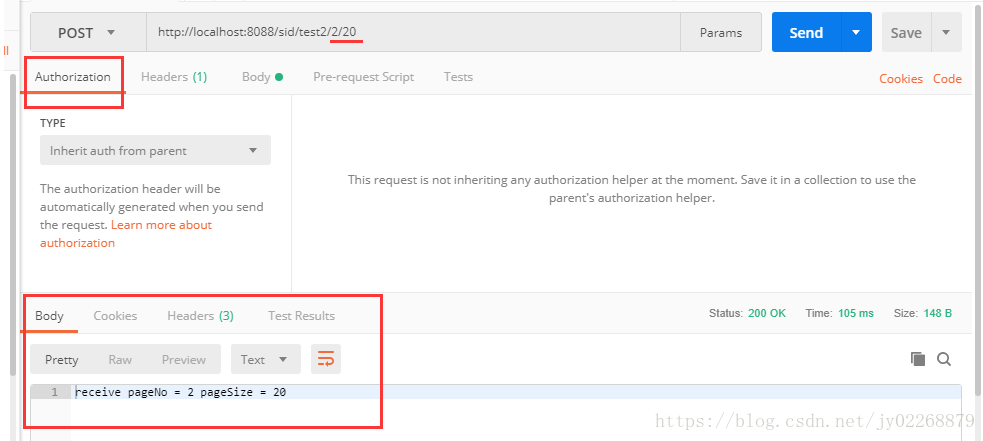 ll
POST http://localhost:8088/sid/test2/2/20 Params Send Save
Authorization Headers (1) Body Pre-request Script Tests Cookies Code
TYPE
Inherit auth from parent
The authorization header will be
automatically generated when you send
the request. Learn more about
authorization
This request is not inheriting any authorization helper at the moment. Save it in a collection to use the
parent's authorization helper.
Body Cookies Headers (3) Test Results Status: 200 OK Time: 105 ms Size: 148 B
Pretty Raw Preview Text
1 receive pageNo = 2 pageSize = 20
https://blog.csdn.net/jy02268879